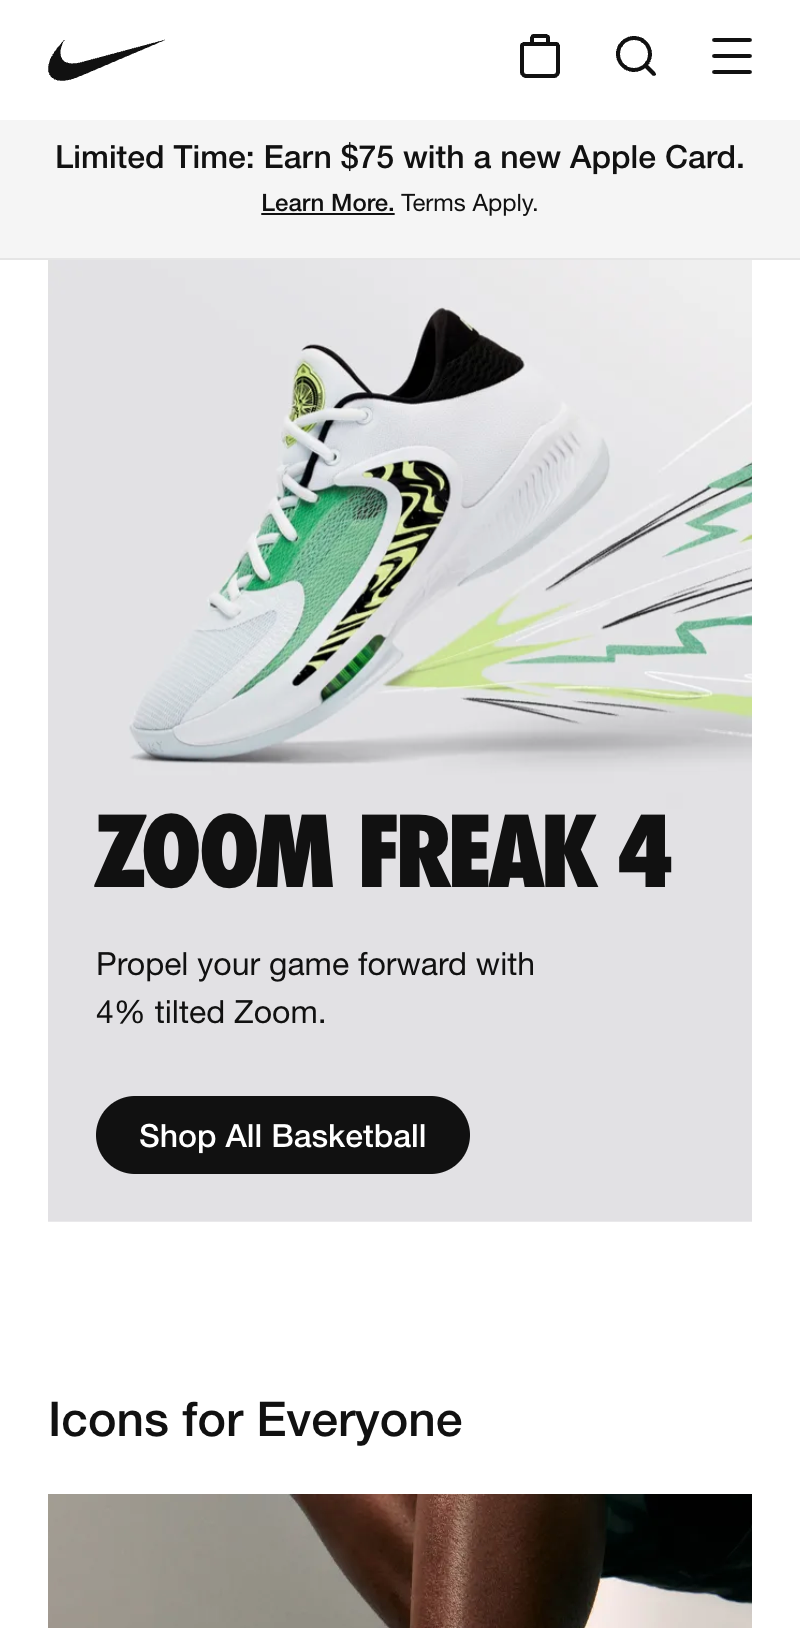 Limited Time: Earn $75 with a new Apple Card.
Learn More. Terms Apply.
ZOOM FREAK 4
Propel your game forward with
4% tilted Zoom.
Shop All Basketball
Icons for Everyone